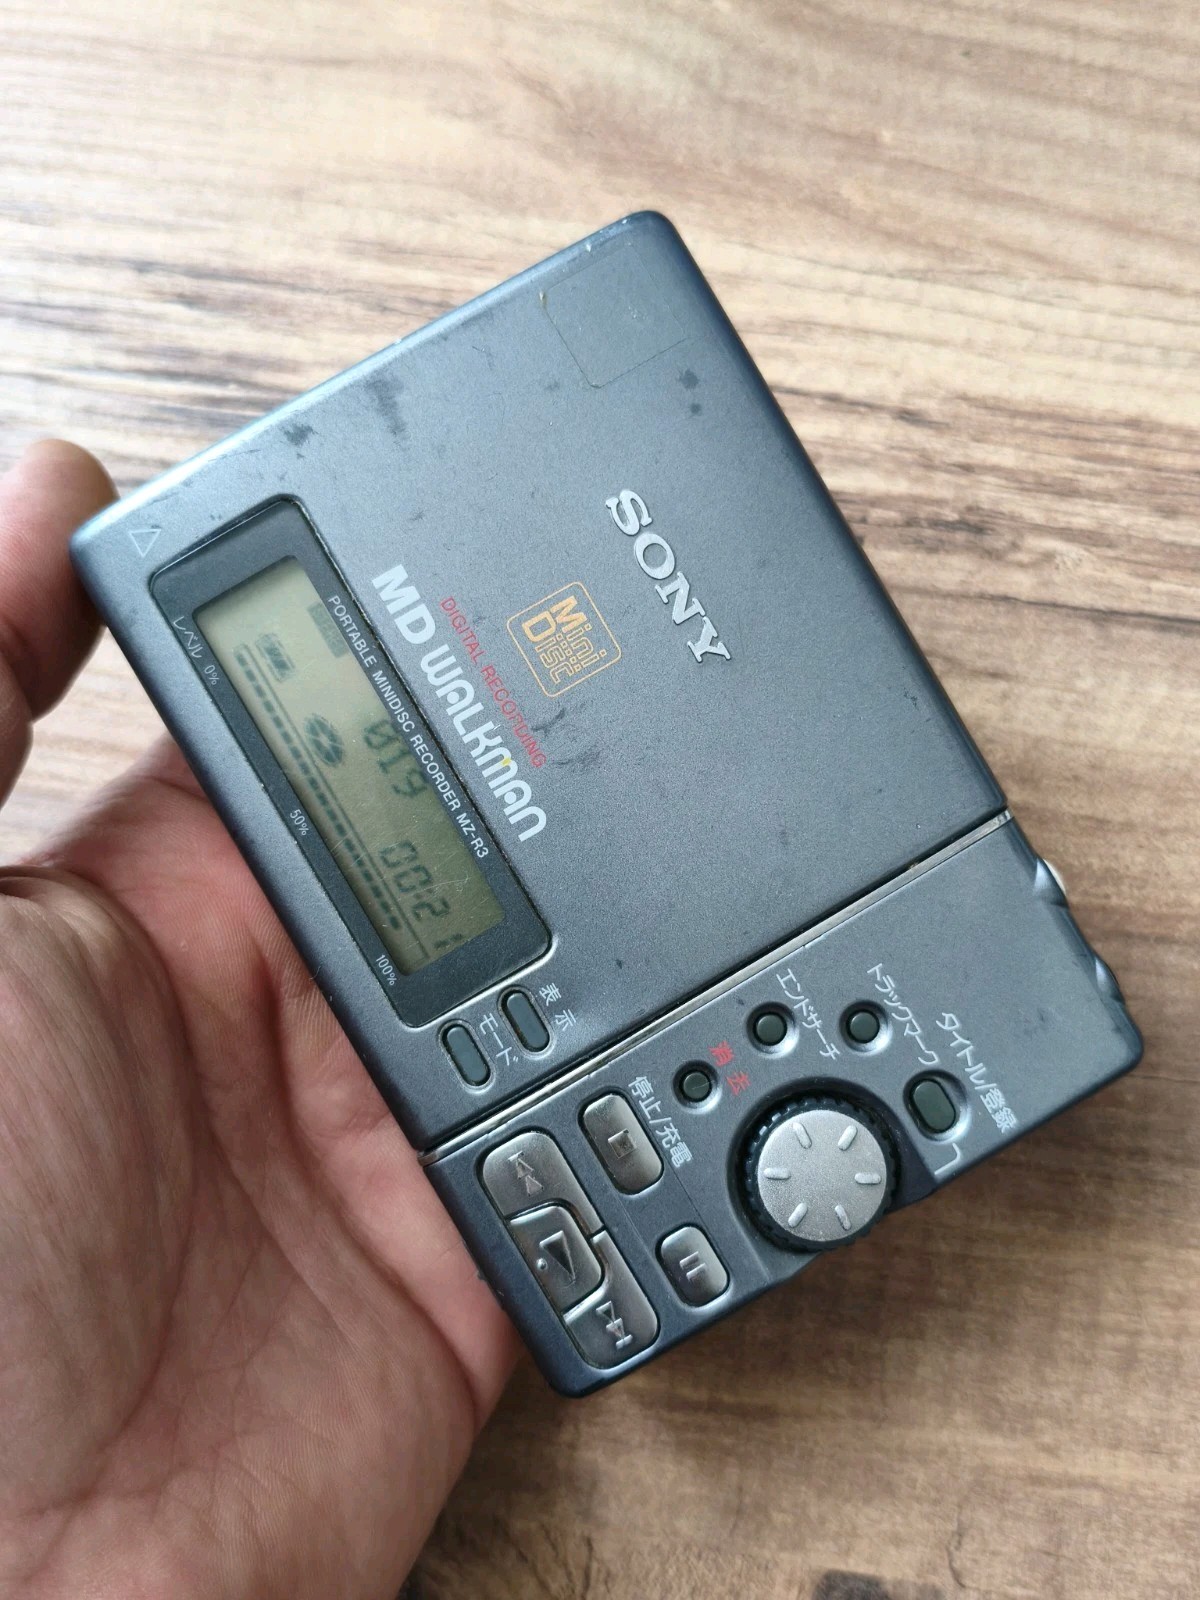 SONY
Mini
Disc
DIGITAL RECORDING
MD WALKMAN
PORTABLE MINIDISC RECORDER MZ-R3
019 00:21
レベル 0%
50%
100%
表示
モード
タイトル/登録
トラックマーク
エンドサーチ
消去
停止/充電